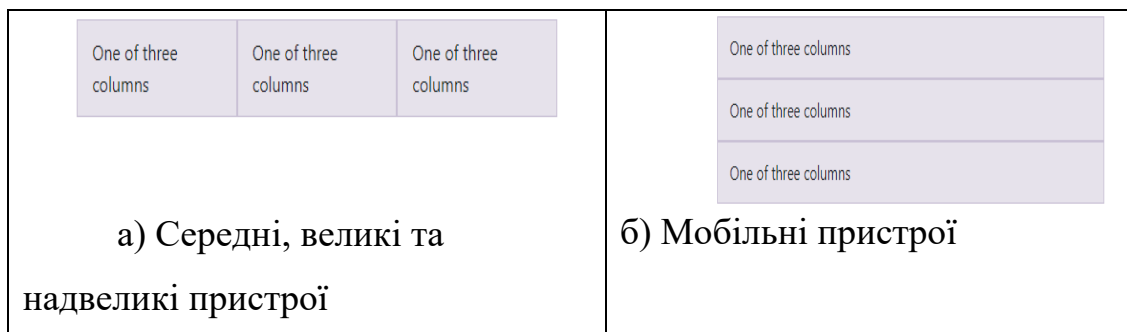 One of three
columns
One of three
columns
One of three
columns
а) Середні, великі та
надвеликі пристрої
One of three columns
One of three columns
One of three columns
б) Мобільні пристрої